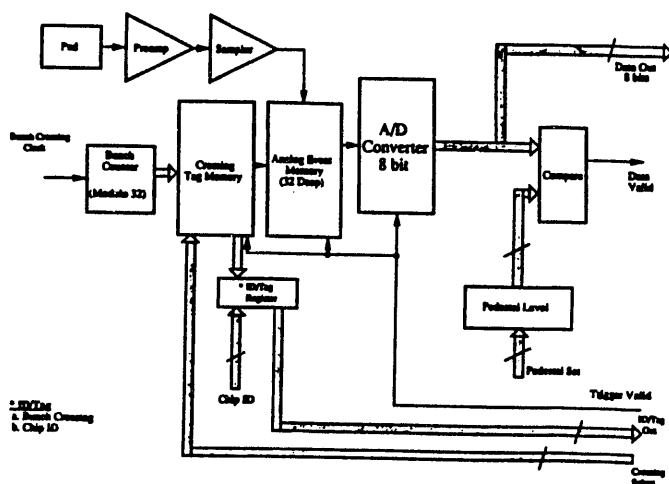 Pad
Preamp
Sampler
Bunch Crossing
Clock
Bunch
Counter
(Modulo 32)
Crossing
Tag Memory
Analog Event
Memory
(32 Deep)
A/D
Converter
8 bit
Data Out
8 bits
Compare
Data
Valid
* ID/Tag
Register
Pedestal Level
Pedestal Set
Chip ID
* ID/Tag
a. Bunch Crossing
b. Chip ID
Trigger Valid
ID/Tag
Out
Crossing